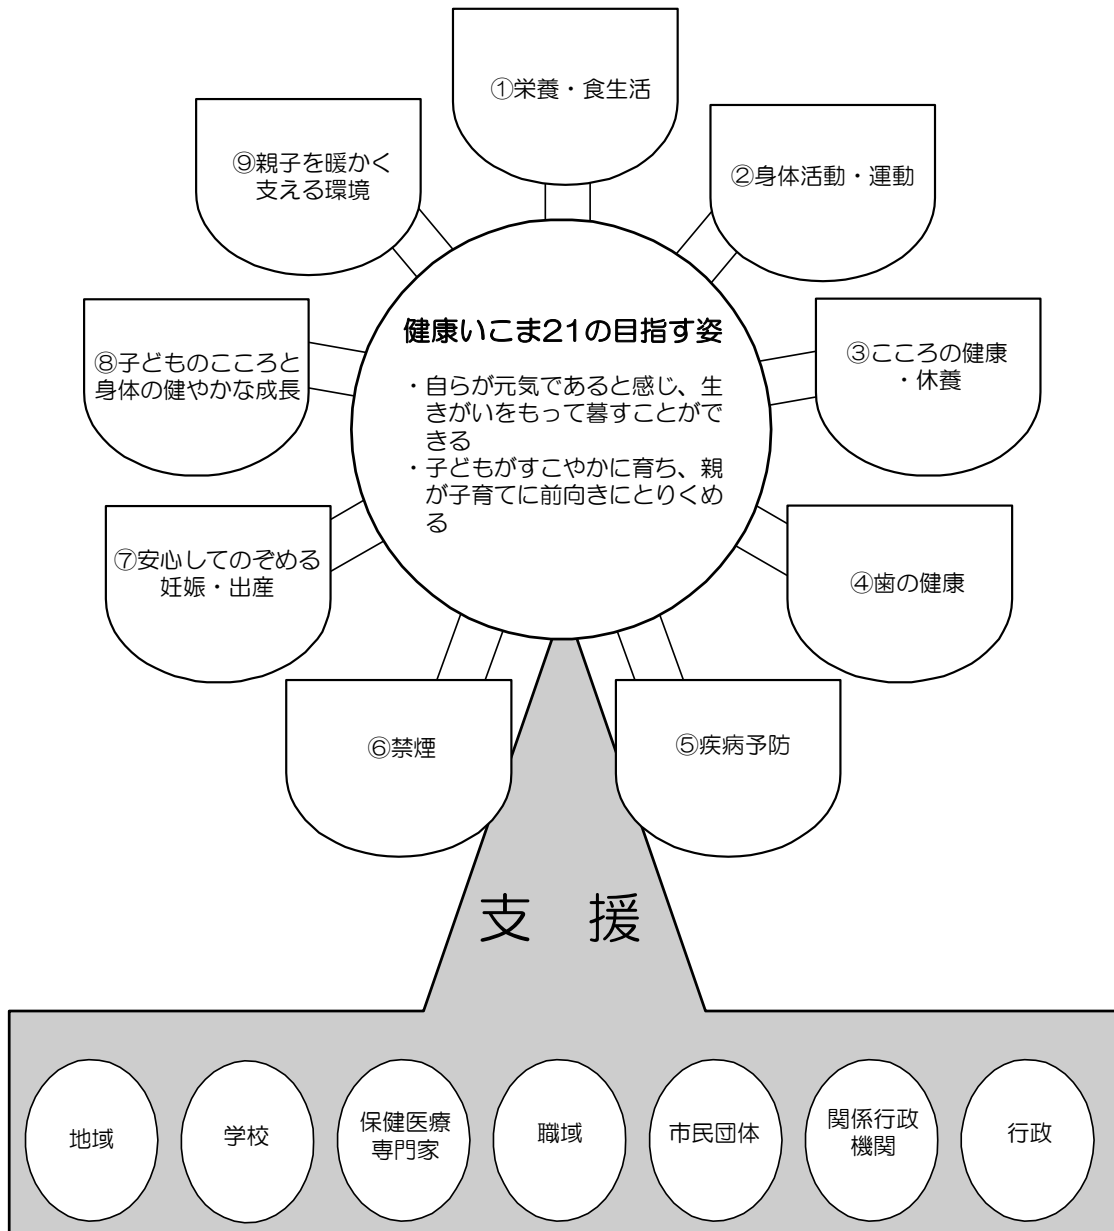 ①栄養・食生活
②身体活動・運動
③こころの健康
・休養
④歯の健康
⑤疾病予防
⑥禁煙
⑦安心してのぞめる
妊娠・出産
⑧子どものこころと
身体の健やかな成長
⑨親子を暖かく
支える環境
健康いこま21の目指す姿
・自らが元気であると感じ、生
きがいをもって暮すことがで
きる
・子どもがすこやかに育ち、親
が子育てに前向きにとりくめ
る
支　援
地域
学校
保健医療
専門家
職域
市民団体
関係行政
機関
行政